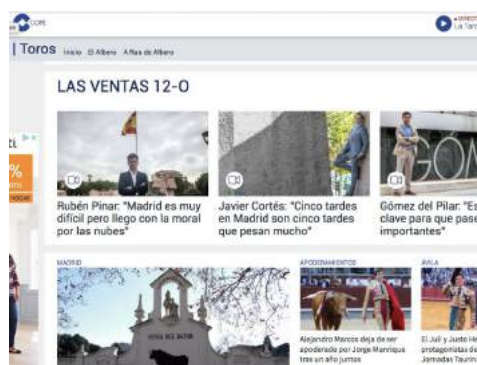 COPE
DIRECTO
La Tard
Toros Inicio El Albero A Ras de Albero
LAS VENTAS 12-O
%
HOGAR
GÓM
Rubén Pinar: "Madrid es muy
difícil pero llego con la moral
por las nubes"
Javier Cortés: "Cinco tardes
en Madrid son cinco tardes
que pesan mucho"
Gómez del Pilar: "Es
clave para que pase
importantes"
MADRID
APODERAMIENTOS
ÁVILA
Alejandro Marcos deja de ser
apoderado por Jorge Manrique
tras un año juntos
El Juli y Justo He
protagonistas de
Jornadas Taurin